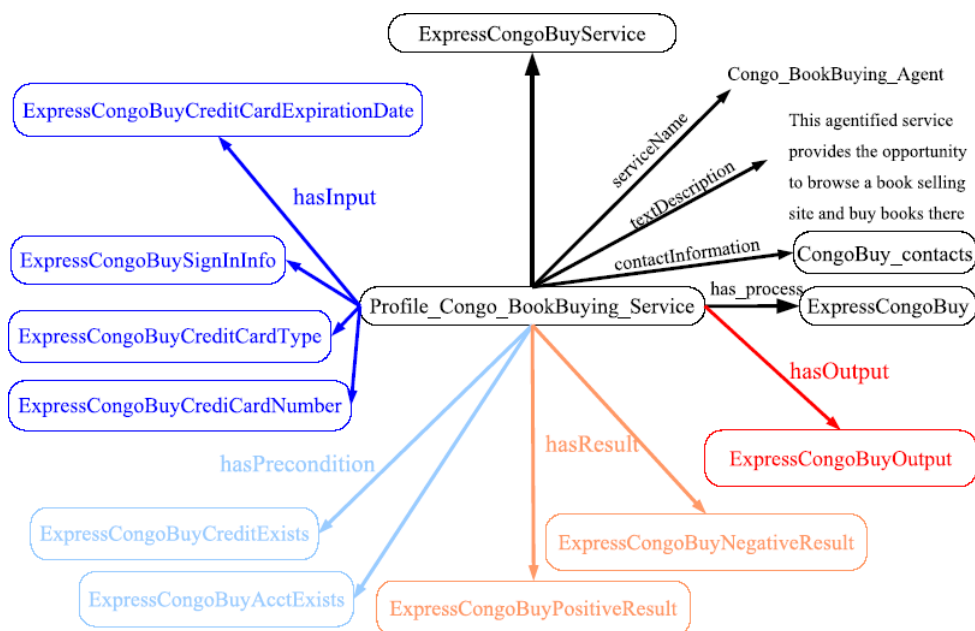 ExpressCongoBuyService
Congo_BookBuying_Agent
ExpressCongoBuyCreditCardExpirationDate
This agentified service
provides the opportunity
to browse a book selling
site and buy books there
serviceName
textDescription
hasInput
contactInformation
CongoBuy_contacts
ExpressCongoBuySignInInfo
has_process
Profile_Congo_BookBuying_Service
ExpressCongoBuy
ExpressCongoBuyCreditCardType
hasOutput
ExpressCongoBuyCrediCardNumber
hasPrecondition
hasResult
ExpressCongoBuyOutput
ExpressCongoBuyCreditExists
ExpressCongoBuyNegativeResult
ExpressCongoBuyAcctExists
ExpressCongoBuyPositiveResult